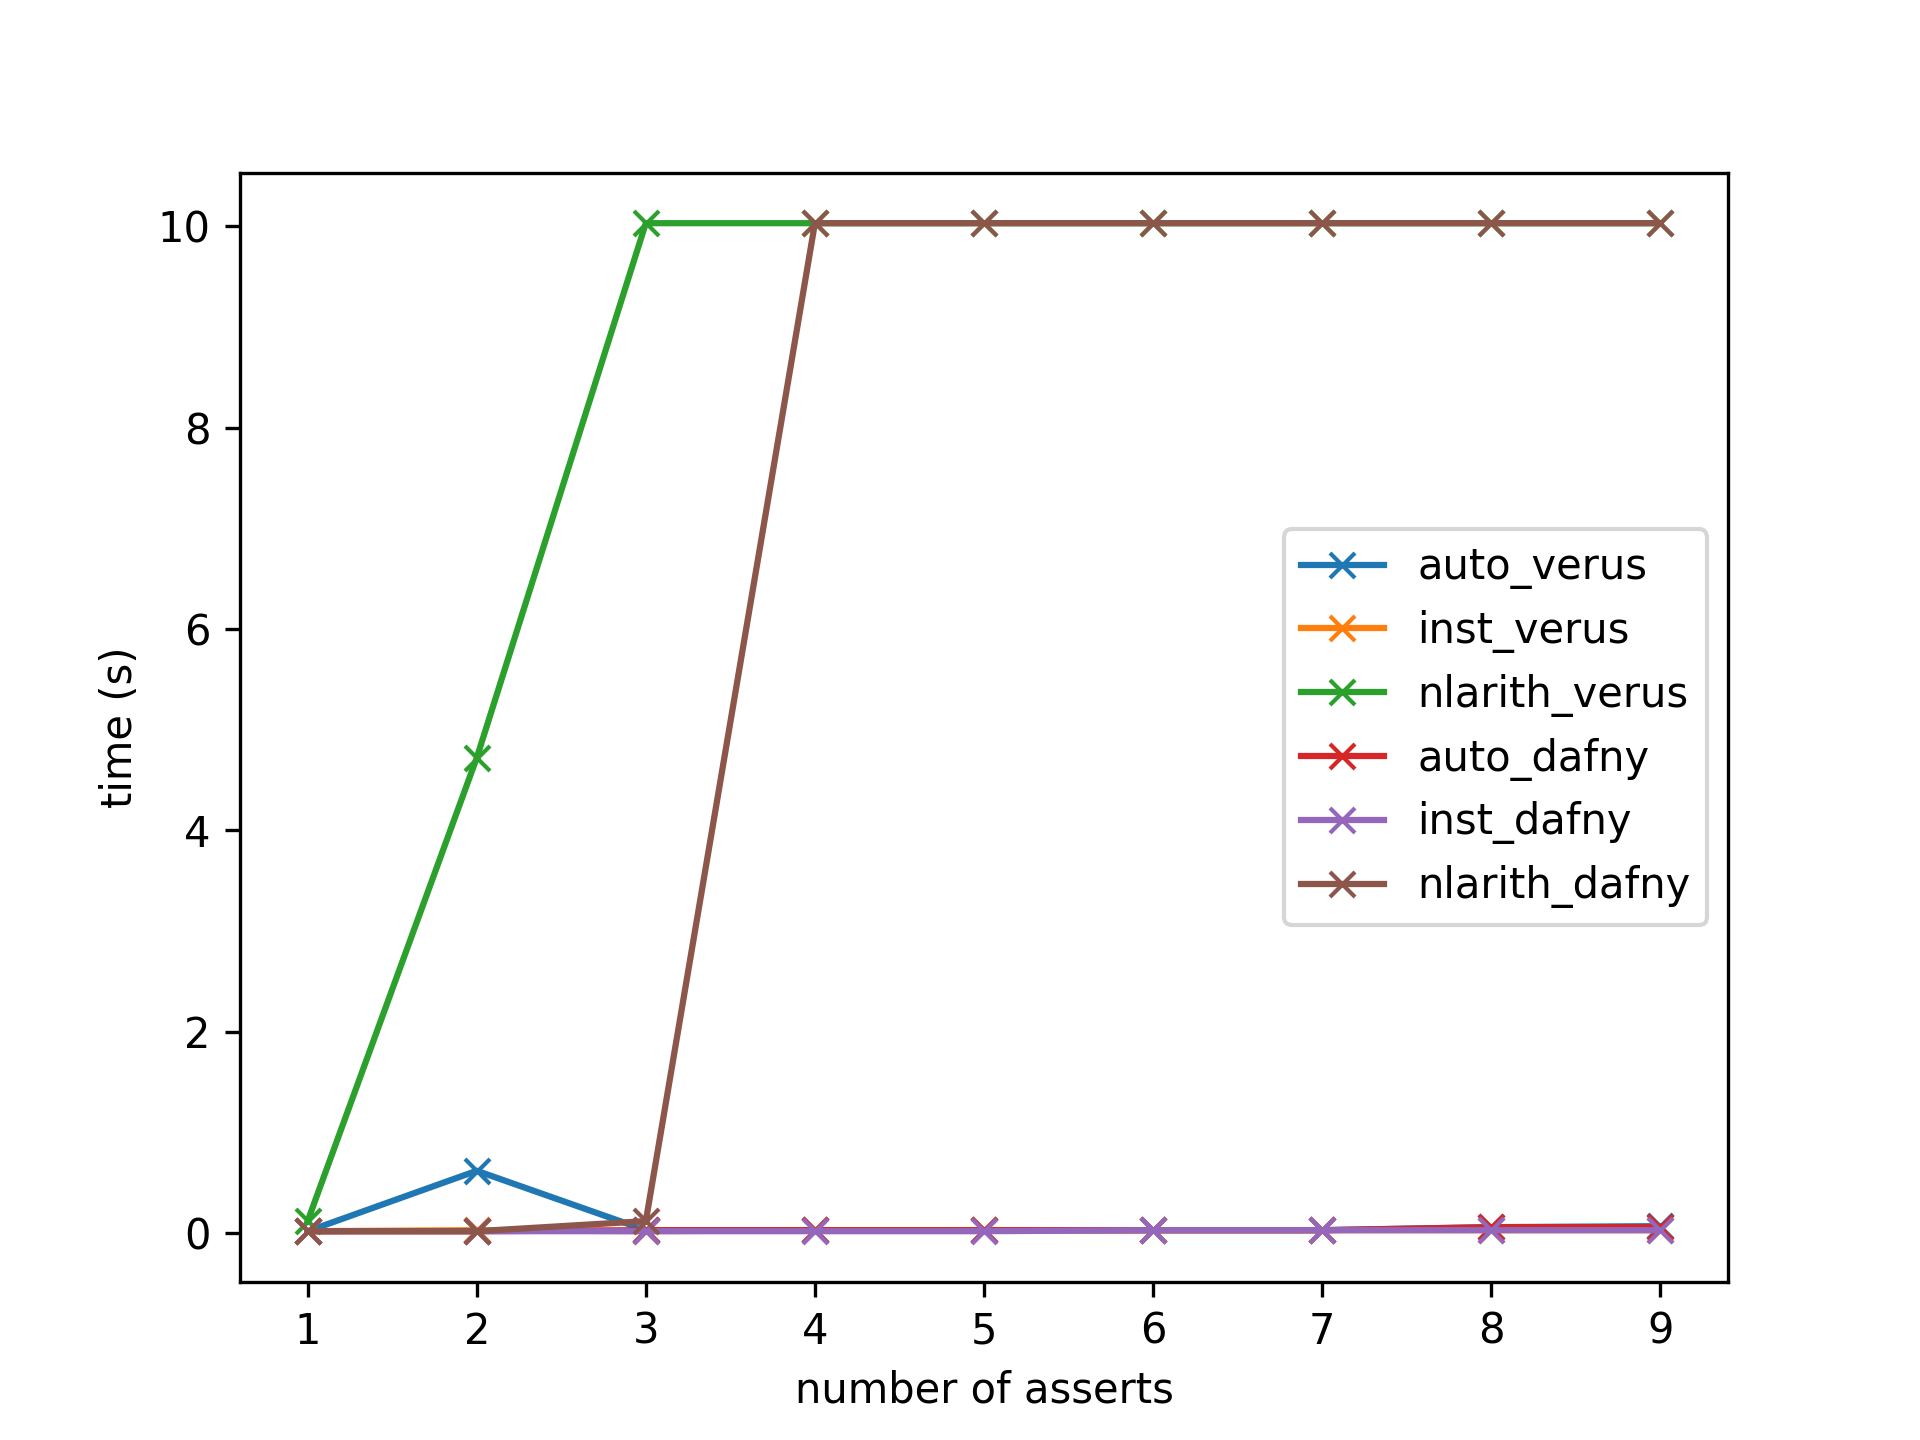 10
8
6
4
2
0
time (s)
1 2 3 4 5 6 7 8 9
number of asserts
auto_verus
inst_verus
nlarith_verus
auto_dafny
inst_dafny
nlarith_dafny